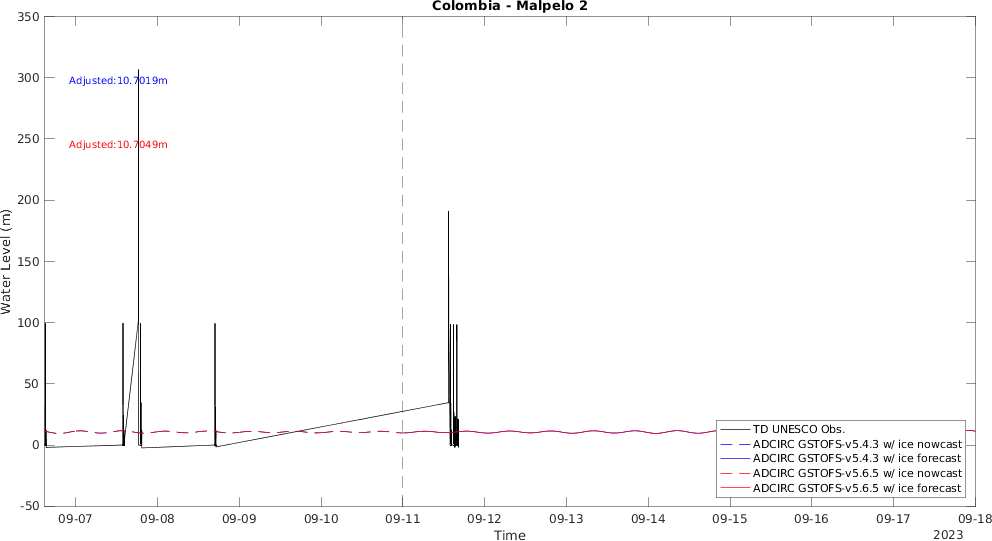 Colombia - Malpelo 2
350
300
250
200
150
100
50
0
-50
Water Level (m)
Adjusted:10.7019m
Adjusted:10.7049m
TD UNESCO Obs.
ADCIRC GSTOFS-v5.4.3 w/ ice nowcast
ADCIRC GSTOFS-v5.4.3 w/ ice forecast
ADCIRC GSTOFS-v5.6.5 w/ ice nowcast
ADCIRC GSTOFS-v5.6.5 w/ ice forecast
09-07 09-08 09-09 09-10 09-11 09-12 09-13 09-14 09-15 09-16 09-17 09-18
Time
2023